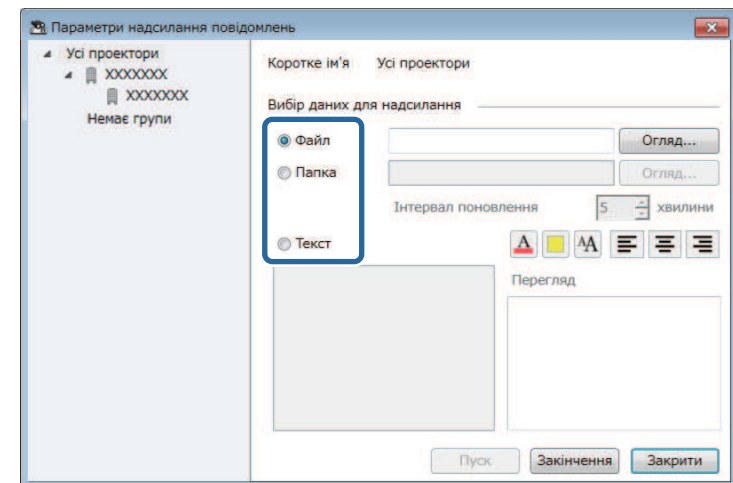 Параметри надсилання повідомлень
Усі проектори
XXXXXXX
XXXXXXX
Немає групи
Коротке ім'я Усі проектори
Вибір даних для надсилання
Файл Огляд...
Папка Огляд...
Інтервал поновлення 5 хвилини
Текст A AA
Перегляд
Пуск Закінчення Закрити